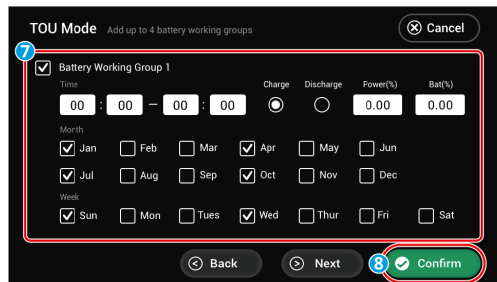 TOU Mode Add up to 4 battery working groups Cancel
7
Battery Working Group 1
Time Charge Discharge Power(%) Bat(%)
00 : 00 — 00 : 00 0.00 0.00
Month
Jan Feb Mar Apr May Jun
Jul Aug Sep Oct Nov Dec
Week
Sun Mon Tues Wed Thur Fri Sat
Back Next 8 Confirm